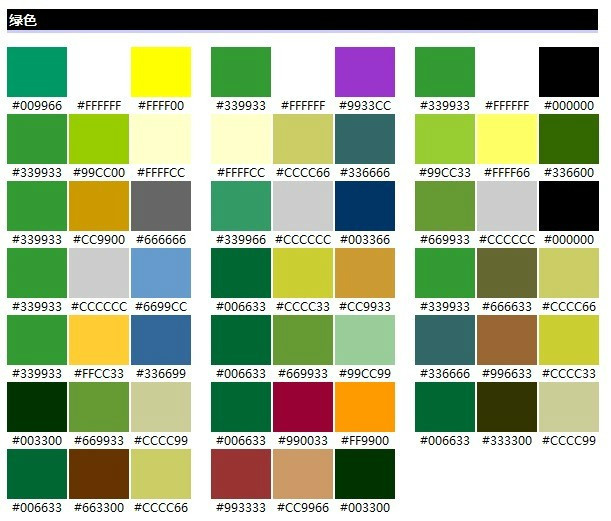 绿色
#009966 #FFFFFF #FFFF00 #339933 #FFFFFF #9933CC #339933 #FFFFFF #000000
#339933 #99CC00 #FFFFCC #FFFFCC #CCCC66 #336666 #99CC33 #FFFF66 #336600
#339933 #CC9900 #666666 #339966 #CCCCCC #003366 #669933 #CCCCCC #000000
#339933 #CCCCCC #6699CC #006633 #CCCC33 #CC9933 #339933 #666633 #CCCC66
#339933 #FFCC33 #336699 #006633 #669933 #99CC99 #336666 #996633 #CCCC33
#003300 #669933 #CCCC99 #006633 #990033 #FF9900 #006633 #333300 #CCCC99
#006633 #663300 #CCCC66 #993333 #CC9966 #003300